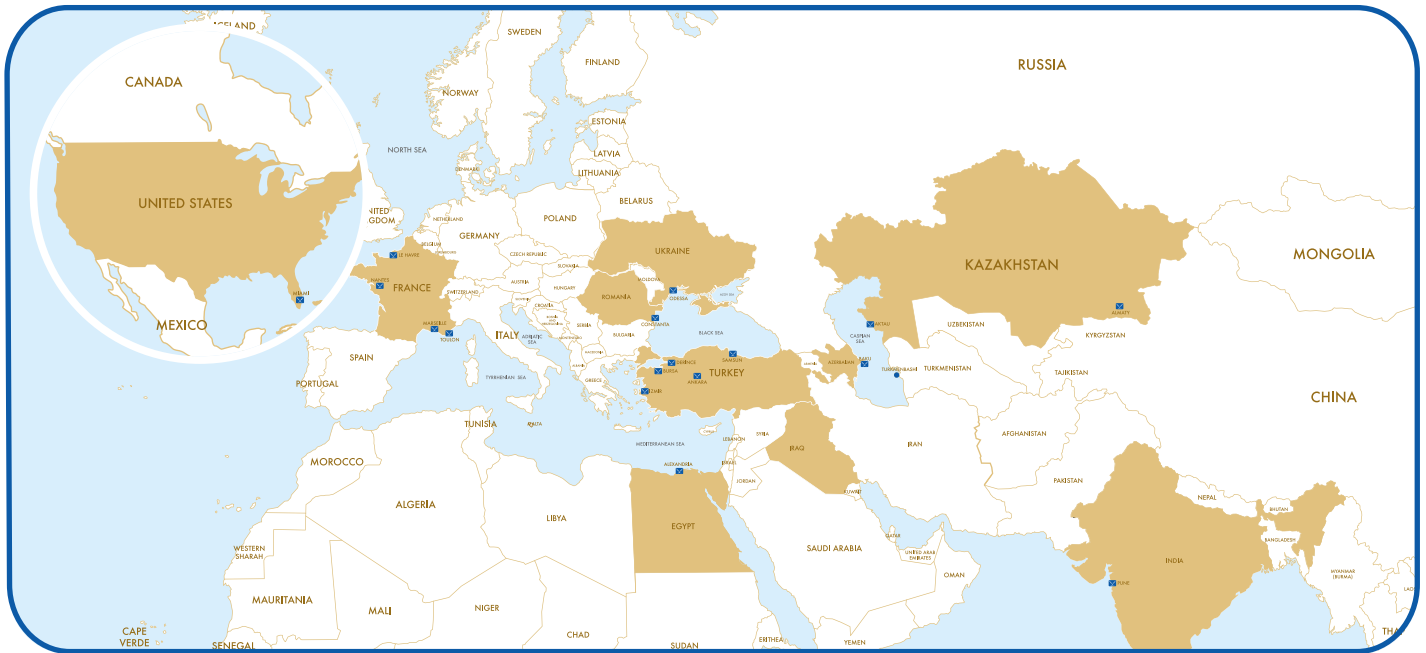 ICELAND
SWEDEN
FINLAND
RUSSIA
CANADA
NORWAY
ESTONIA
NORTH SEA
LATVIA
DENMARK
LITHUANIA
UNITED STATES
BELARUS
NITED
GDOM
NETHERLAND
POLAND
GERMANY
BELGIUM
UKRAINE
MONGOLIA
LE HAVRE
CZECH REPUBLIC
KAZAKHSTAN
SLOVAKIA
NANTES
FRANCE
MOLDOVA
AUSTRIA
HUNGARY
SWITZERLAND
MIAMI
ROMANIA
ODESSA
CROATIA
ALMATY
MEXICO
MARSEILLE
TOULON
SERBIA
CONSTANTA
AKTAU
UZBEKISTAN
ITALY
ADRIATIC
SEA
BULGARIA
BLACK SEA
CASPIAN
SEA
KYRGYZSTAN
SPAIN
MACEDONIA
SAMSUN
AZERBAIJAN
BAKU
DERINCE
BURSA
TURKEY
TURKMENBASHI
TURKMENISTAN
TAJIKISTAN
PORTUGAL
TYRRHENIAN SEA
GREECE
ANKARA
IZMIR
CHINA
TUNISIA
MALTA
SYRIA
AFGHANISTAN
LEBANON
MEDITERRANEAN SEA
IRAN
IRAQ
MOROCCO
ALEXANDRIA
ISRAEL
JORDAN
PAKISTAN
KUWAIT
NEPAL
ALGERIA
BHUTAN
LIBYA
EGYPT
QATAR
BANGLADESH
SAUDI ARABIA
UNITED ARAB
EMIRATES
WESTERN
SHARAH
INDIA
OMAN
MYANMAR
(BURMA)
PUNE
LAO
MAURITANIA
MALI
NIGER
CAPE
VERDE
CHAD
THA
SENEGAL
SUDAN
ERITHEA
YEMEN